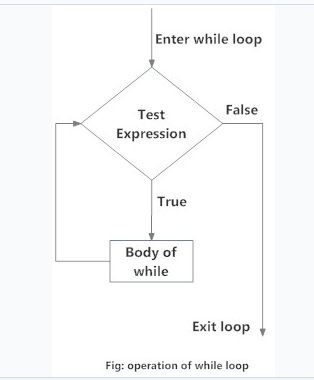 Enter while loop
Test
Expression
False
True
Body of
while
Exit loop
Fig: operation of while loop